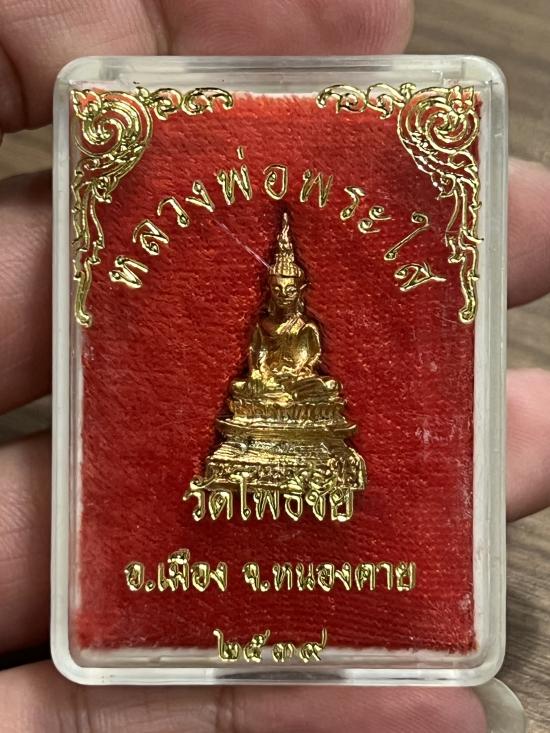 หลวงพ่อพระใส
วัดโพธิ์ชัย
อ.เมือง จ.หนองคาย
๒๕๓๙